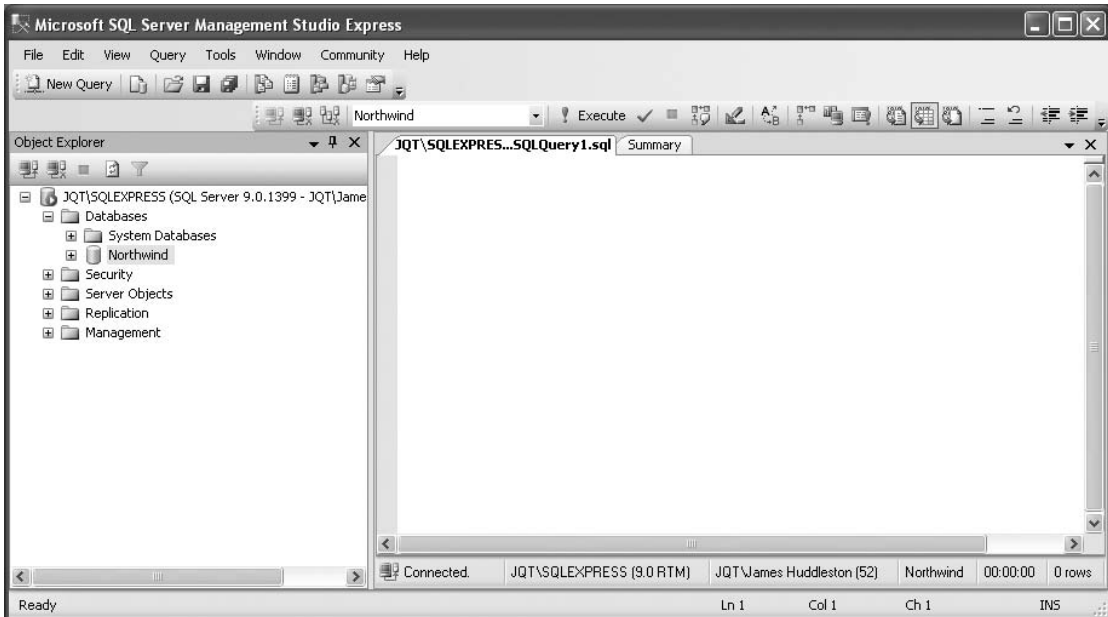 Microsoft SQL Server Management Studio Express
File Edit View Query Tools Window Community Help
New Query
Northwind Execute
Object Explorer
JQT\SQLEXPRES...SQLQuery1.sql Summary
JQT\SQLEXPRESS (SQL Server 9.0.1399 - JQT\Jame
Databases
System Databases
Northwind
Security
Server Objects
Replication
Management
Connected. JQT\SQLEXPRESS (9.0 RTM) JQT\James Huddleston (52) Northwind 00:00:00 0 rows
Ready Ln 1 Col 1 Ch 1 INS